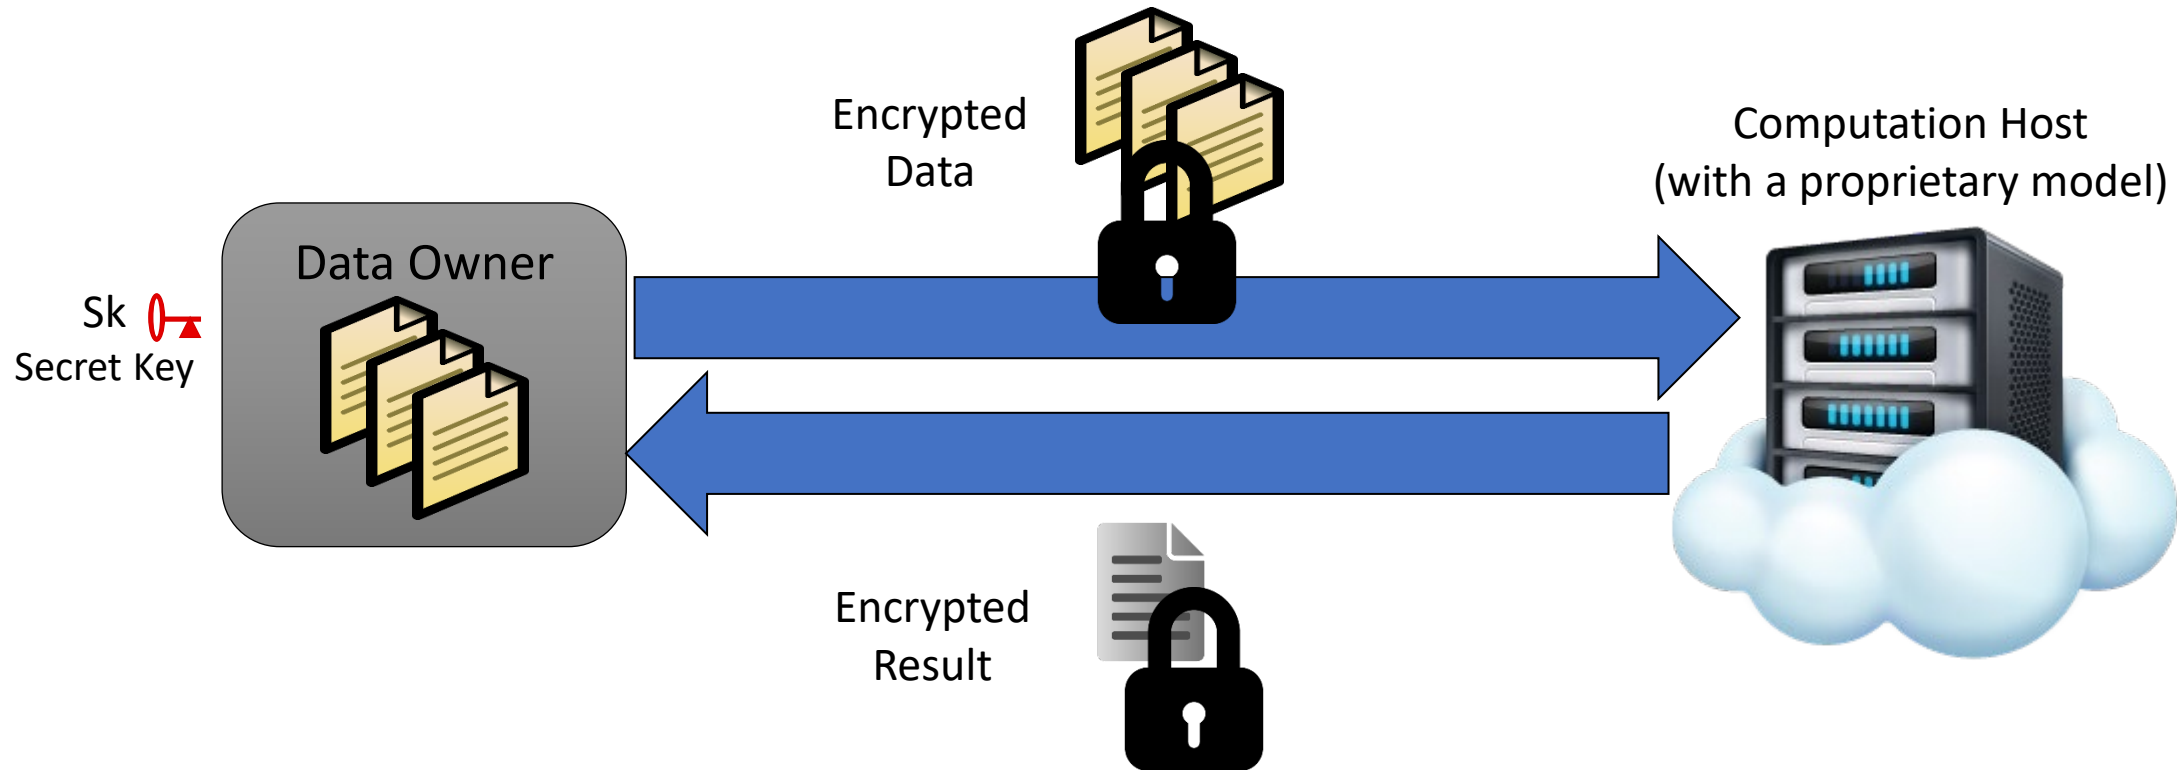 Encrypted
Data
Computation Host
(with a proprietary model)
Data Owner
Sk
Secret Key
Encrypted
Result